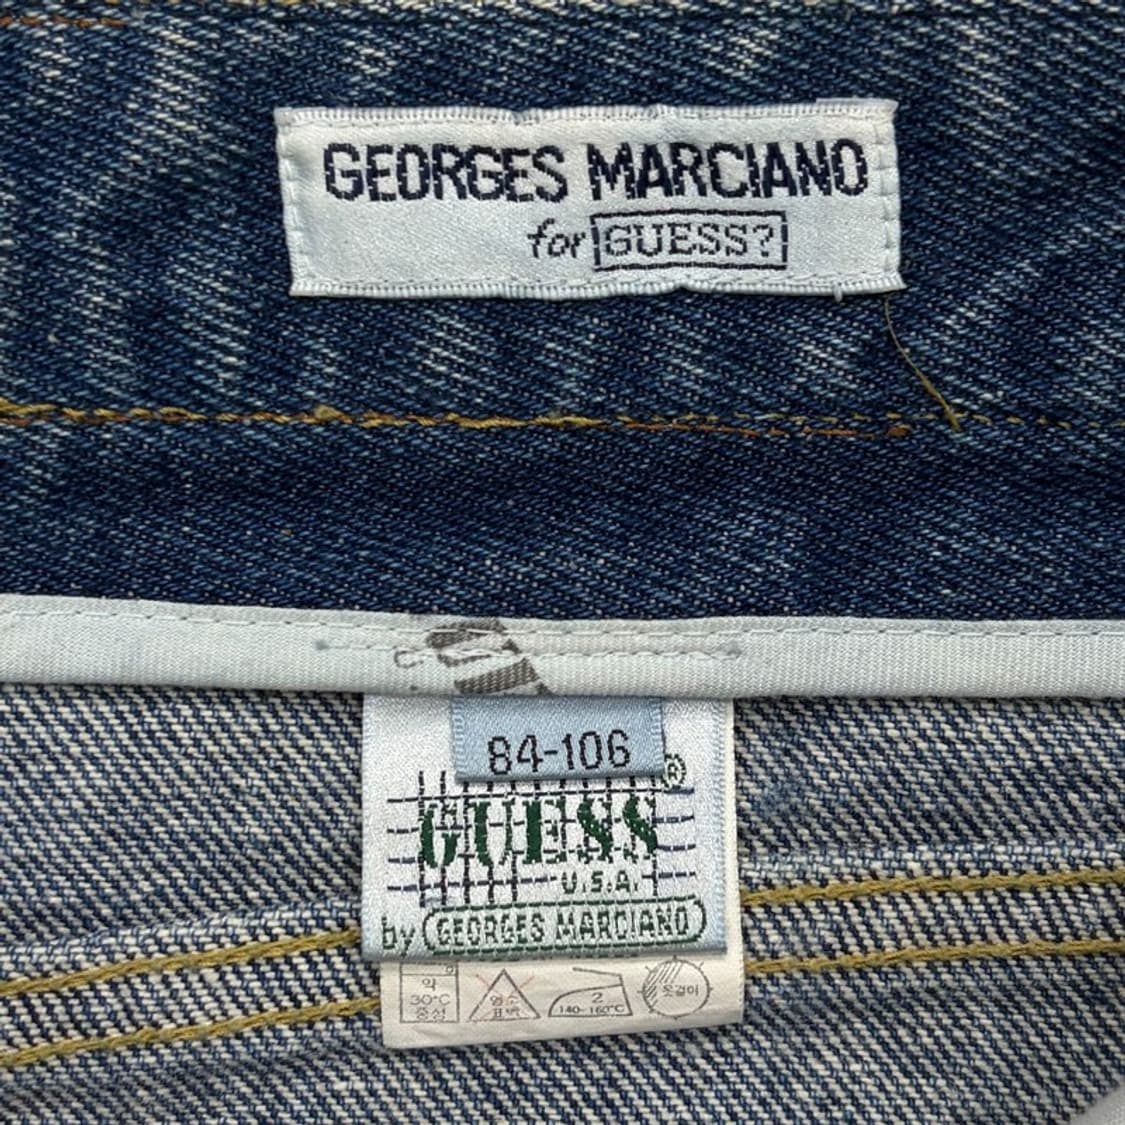 GEORGES MARCIANO
for GUESS?
84-106
GUESS ®
U.S.A.
by GEORGES MARCIANO
약
30°C
중성
염소
표백
2
140-160°C
옷걸이